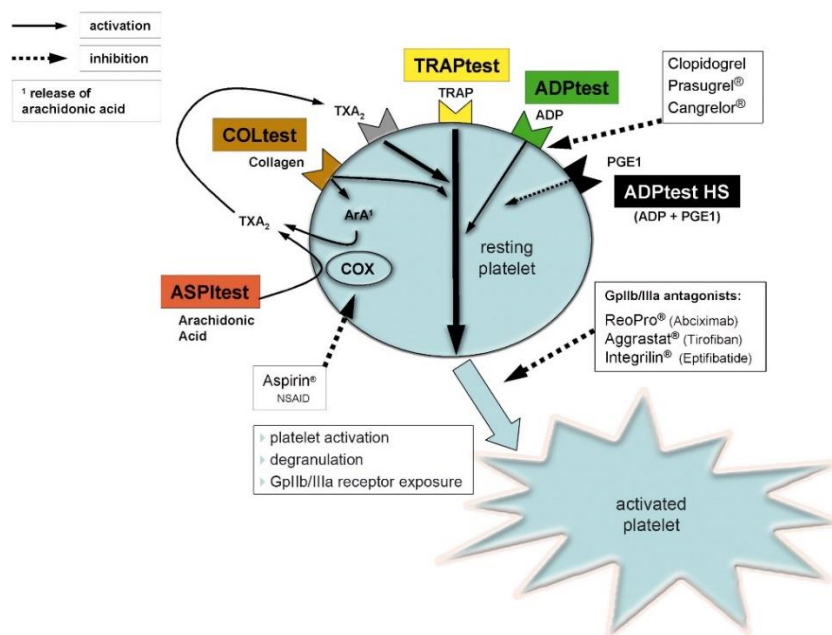 activation
inhibition
¹ release of
arachidonic acid
TRAPtest
TRAP
ADPtest
ADP
Clopidogrel
Prasugrel®
Cangrelor®
TXA₂
COLtest
Collagen
PGE1
ADPtest HS
(ADP + PGE1)
ArA¹
TXA₂
COX
resting
platelet
ASPItest
Arachidonic
Acid
GpIIb/IIIa antagonists:
ReoPro® (Abciximab)
Aggrastat® (Tirofiban)
Integrilin® (Eptifibatide)
Aspirin®
NSAID
platelet activation
degranulation
GpIIb/IIIa receptor exposure
activated
platelet